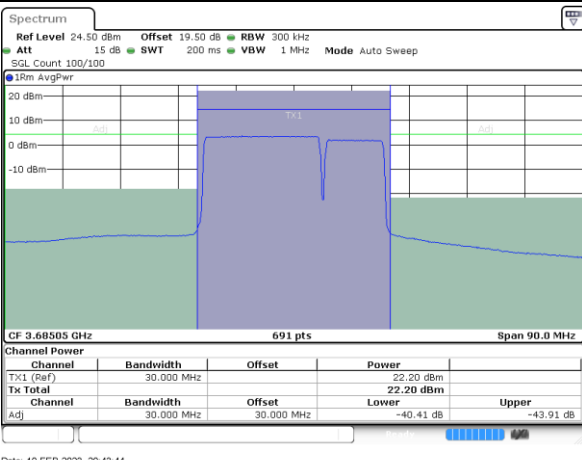 Spectrum
Ref Level 24.50 dBm Offset 19.50 dB RBW 300 kHz
Att 15 dB SWT 200 ms VBW 1 MHz Mode Auto Sweep
SGL Count 100/100
1Rm AvgPwr
20 dBm
TX1
10 dBm
Adj Adj
0 dBm
-10 dBm
CF 3.68505 GHz 691 pts Span 90.0 MHz
Channel Power
Channel Bandwidth Offset Power
TX1 (Ref) 30.000 MHz 22.20 dBm
Tx Total 22.20 dBm
Channel Bandwidth Offset Lower Upper
Adj 30.000 MHz 30.000 MHz -40.41 dB -43.91 dB
Ready